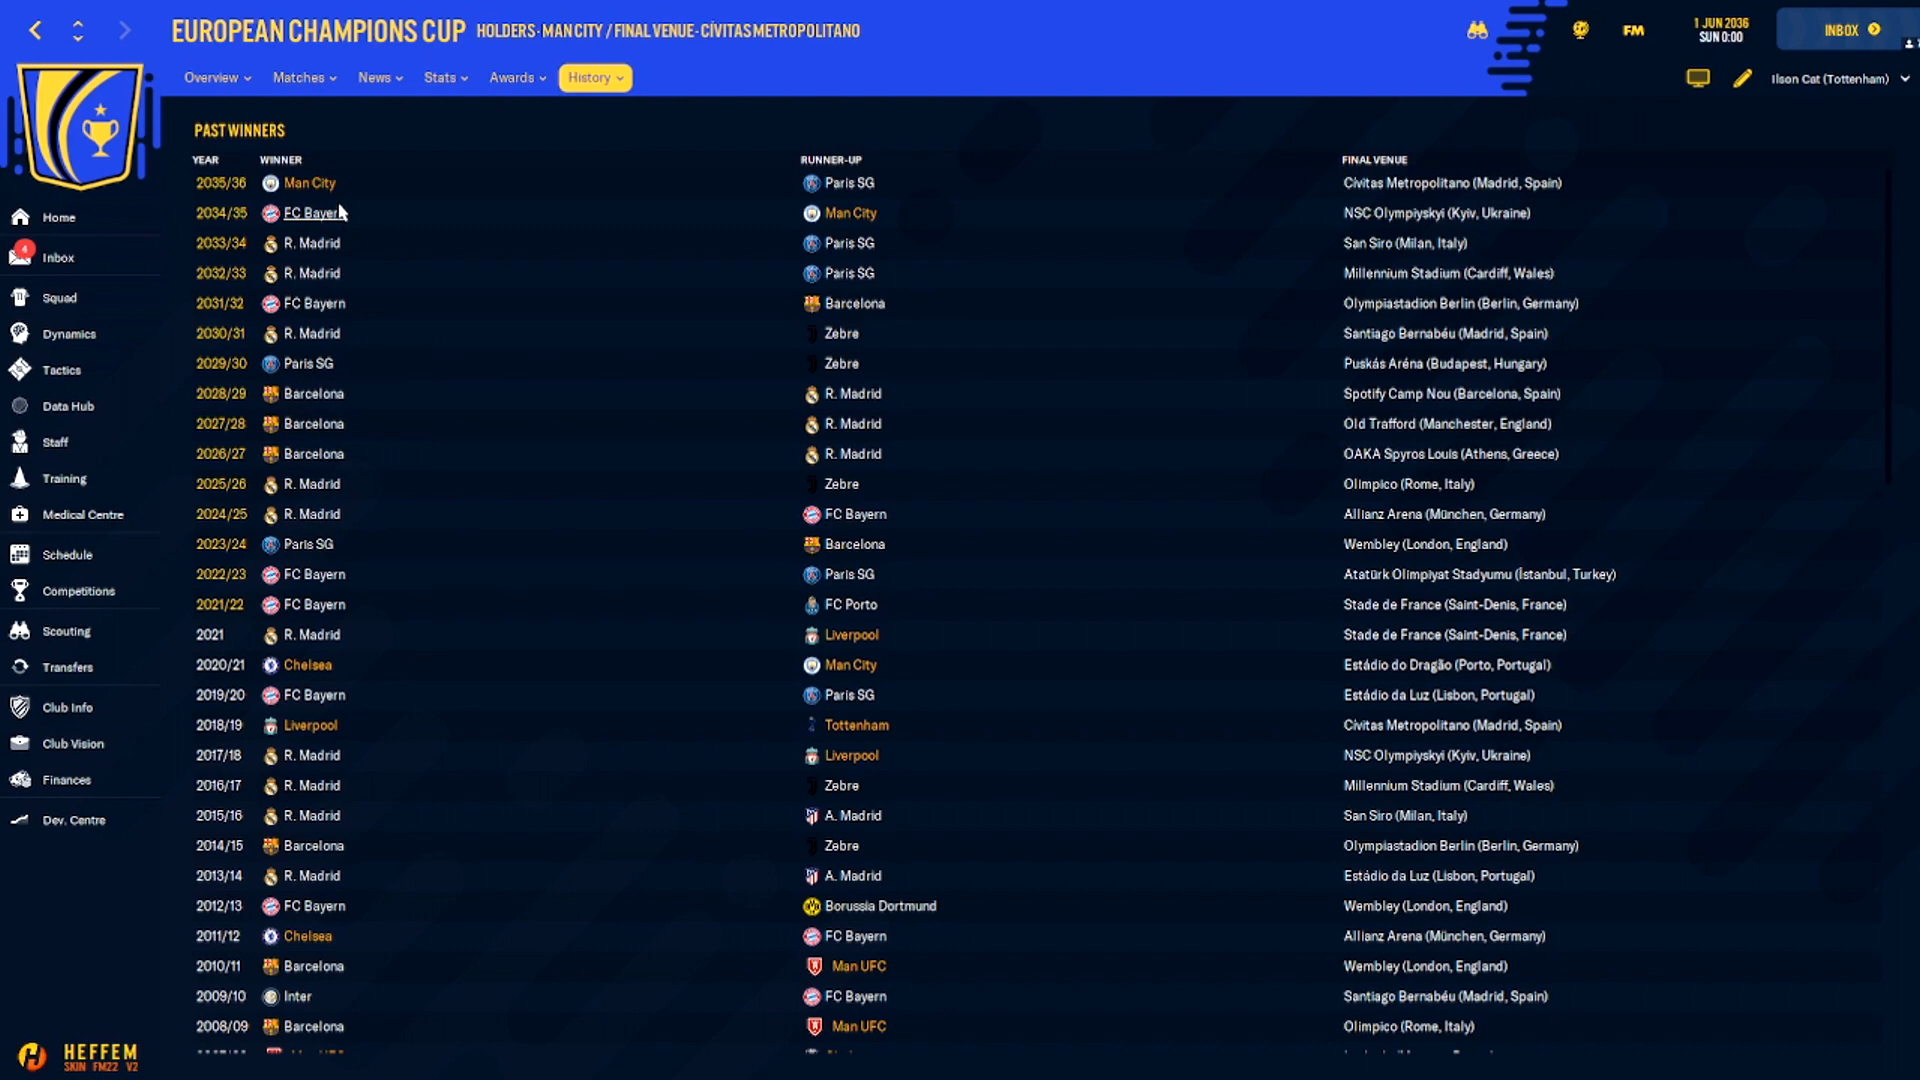 EUROPEAN CHAMPIONS CUP HOLDERS - MAN CITY / FINAL VENUE - CÍVITAS METROPOLITANO
FM
1 JUN 2036
SUN 0:00
INBOX
Overview Matches News Stats Awards History
Ilson Cat (Tottenham)
Home
4
Inbox
Squad
Dynamics
Tactics
Data Hub
Staff
Training
Medical Centre
Schedule
Competitions
Scouting
Transfers
Club Info
Club Vision
Finances
Dev. Centre
HEFFEM
SKIN FM22 V2
PAST WINNERS
YEAR WINNER RUNNER-UP FINAL VENUE
2035/36 Man City Paris SG Cívitas Metropolitano (Madrid, Spain)
2034/35 FC Bayern Man City NSC Olympiyskyi (Kyiv, Ukraine)
2033/34 R. Madrid Paris SG San Siro (Milan, Italy)
2032/33 R. Madrid Paris SG Millennium Stadium (Cardiff, Wales)
2031/32 FC Bayern Barcelona Olympiastadion Berlin (Berlin, Germany)
2030/31 R. Madrid Zebre Santiago Bernabéu (Madrid, Spain)
2029/30 Paris SG Zebre Puskás Aréna (Budapest, Hungary)
2028/29 Barcelona R. Madrid Spotify Camp Nou (Barcelona, Spain)
2027/28 Barcelona R. Madrid Old Trafford (Manchester, England)
2026/27 Barcelona R. Madrid OAKA Spyros Louis (Athens, Greece)
2025/26 R. Madrid Zebre Olimpico (Rome, Italy)
2024/25 R. Madrid FC Bayern Allianz Arena (München, Germany)
2023/24 Paris SG Barcelona Wembley (London, England)
2022/23 FC Bayern Paris SG Atatürk Olimpiyat Stadyumu (İstanbul, Turkey)
2021/22 FC Bayern FC Porto Stade de France (Saint-Denis, France)
2021 R. Madrid Liverpool Stade de France (Saint-Denis, France)
2020/21 Chelsea Man City Estádio do Dragão (Porto, Portugal)
2019/20 FC Bayern Paris SG Estádio da Luz (Lisbon, Portugal)
2018/19 Liverpool Tottenham Cívitas Metropolitano (Madrid, Spain)
2017/18 R. Madrid Liverpool NSC Olympiyskyi (Kyiv, Ukraine)
2016/17 R. Madrid Zebre Millennium Stadium (Cardiff, Wales)
2015/16 R. Madrid A. Madrid San Siro (Milan, Italy)
2014/15 Barcelona Zebre Olympiastadion Berlin (Berlin, Germany)
2013/14 R. Madrid A. Madrid Estádio da Luz (Lisbon, Portugal)
2012/13 FC Bayern Borussia Dortmund Wembley (London, England)
2011/12 Chelsea FC Bayern Allianz Arena (München, Germany)
2010/11 Barcelona Man UFC Wembley (London, England)
2009/10 Inter FC Bayern Santiago Bernabéu (Madrid, Spain)
2008/09 Barcelona Man UFC Olimpico (Rome, Italy)